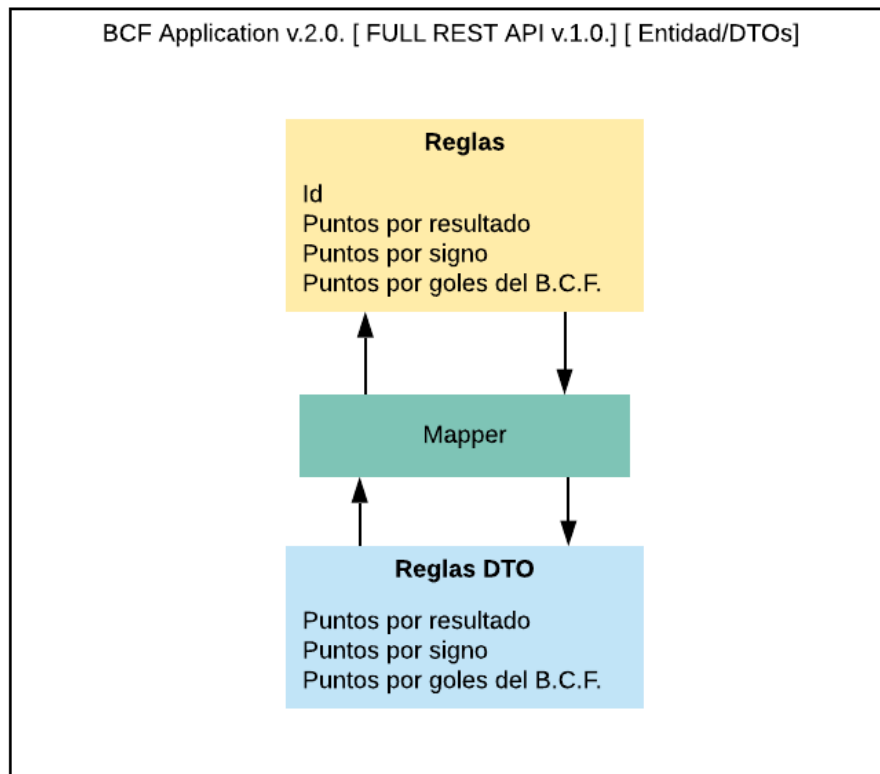 BCF Application v.2.0. [ FULL REST API v.1.0.] [ Entidad/DTOs]
Reglas
Id
Puntos por resultado
Puntos por signo
Puntos por goles del B.C.F.
Mapper
Reglas DTO
Puntos por resultado
Puntos por signo
Puntos por goles del B.C.F.